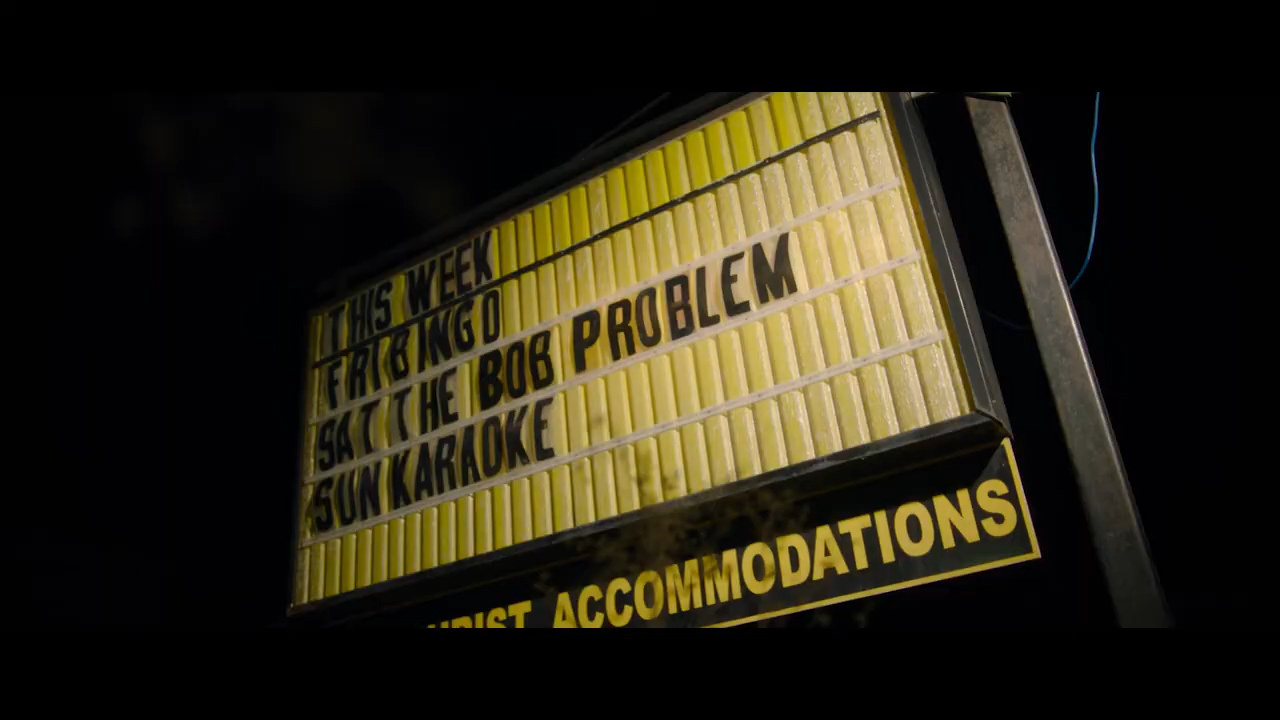 THIS WEEK
FRI BINGO
SAT THE BOB PROBLEM
SUN KARAOKE
ACCOMMODATIONS